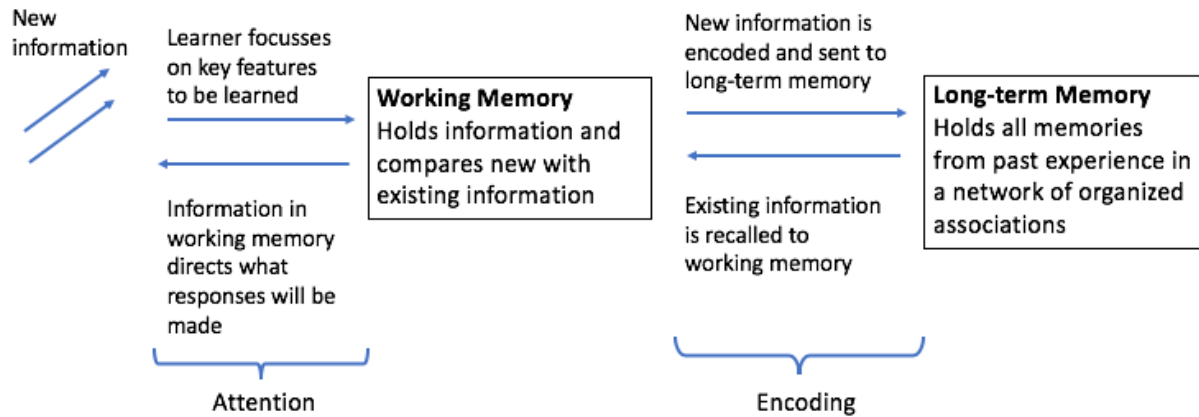 New
information
Learner focusses
on key features
to be learned
Working Memory
Holds information and
compares new with
existing information
Information in
working memory
directs what
responses will be
made
Attention
New information is
encoded and sent to
long-term memory
Long-term Memory
Holds all memories
from past experience in
a network of organized
associations
Existing information
is recalled to
working memory
Encoding